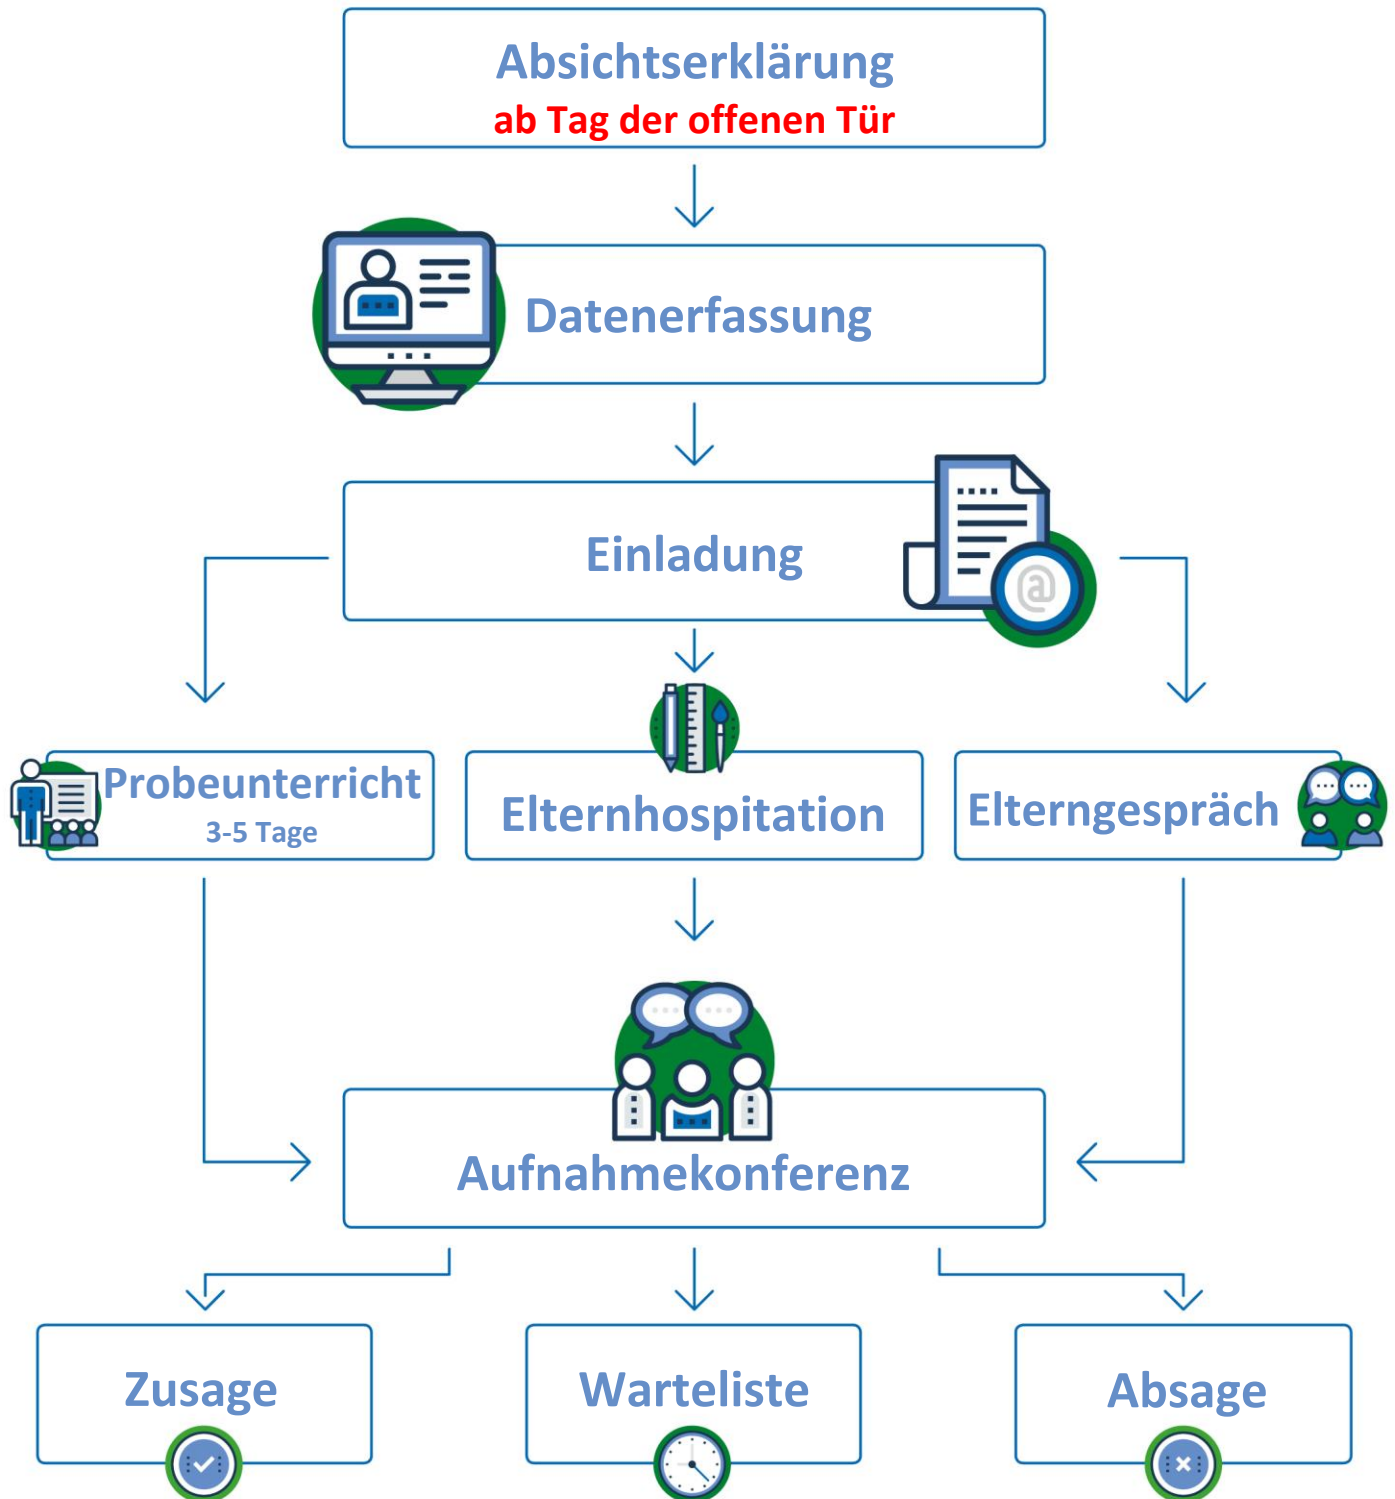 Absichtserklärung
ab Tag der offenen Tür
Datenerfassung
Einladung
@
Probeunterricht
3-5 Tage
Elternhospitation
Elterngespräch
Aufnahmekonferenz
Zusage
Warteliste
Absage